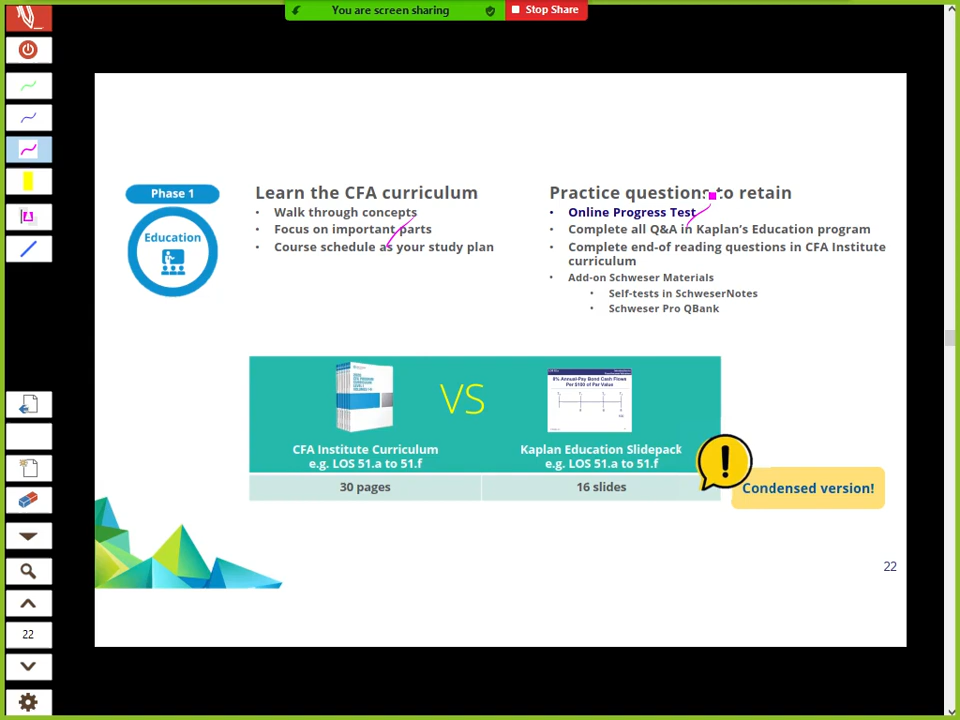 You are screen sharing
Stop Share
Phase 1
Education
Learn the CFA curriculum
• Walk through concepts
• Focus on important parts
• Course schedule as your study plan
Practice questions to retain
• Online Progress Test
• Complete all Q&A in Kaplan's Education program
• Complete end-of reading questions in CFA Institute
curriculum
• Add-on Schweser Materials
• Self-tests in SchweserNotes
• Schweser Pro QBank
VS
8% Annual-Pay Bond Cash Flows
Per $100 of Par Value
CFA Institute Curriculum
e.g. LOS 51.a to 51.f
Kaplan Education Slidepack
e.g. LOS 51.a to 51.f
30 pages
16 slides
!
Condensed version!
22
22